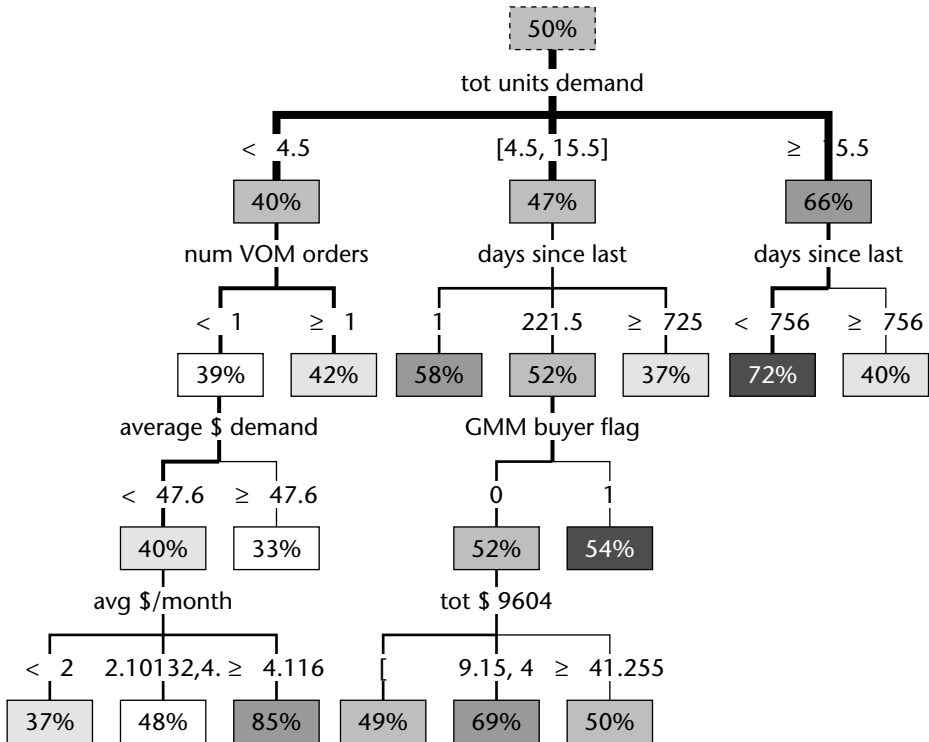 50%
tot units demand
< 4.5 [4.5, 15.5] ≥ 15.5
40% 47% 66%
num VOM orders days since last days since last
< 1 ≥ 1 1 221.5 ≥ 725 < 756 ≥ 756
39% 42% 58% 52% 37% 72% 40%
average $ demand GMM buyer flag
< 47.6 ≥ 47.6 0 1
40% 33% 52% 54%
avg $/month tot $ 9604
< 2 2.10132,4. ≥ 4.116 [ 9.15, 4 ≥ 41.255
37% 48% 85% 49% 69% 50%